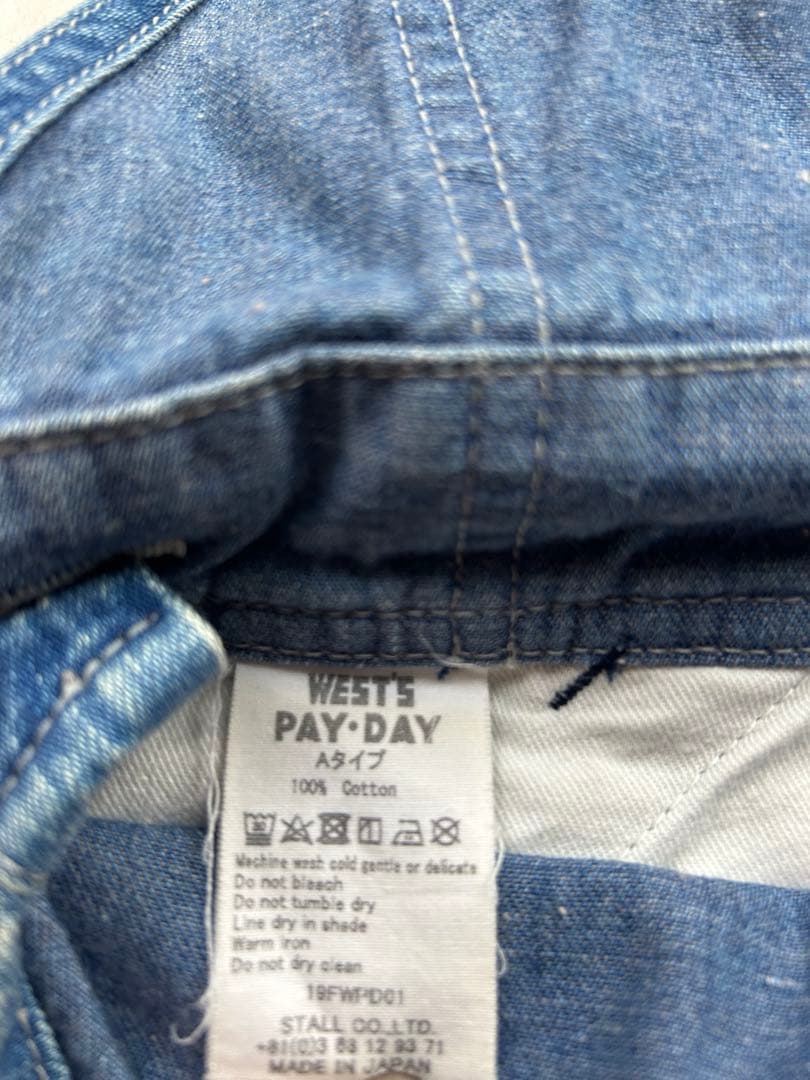 WEST'S
PAY·DAY
Aタイプ
100% Cotton
30
Machine wash cold gentle or delicate
Do not bleach
Do not tumble dry
Line dry in shade
Warm iron
Do not dry clean
19FWPD01
STALL CO.,LTD.
+81(0)3 68 12 93 71
MADE IN JAPAN